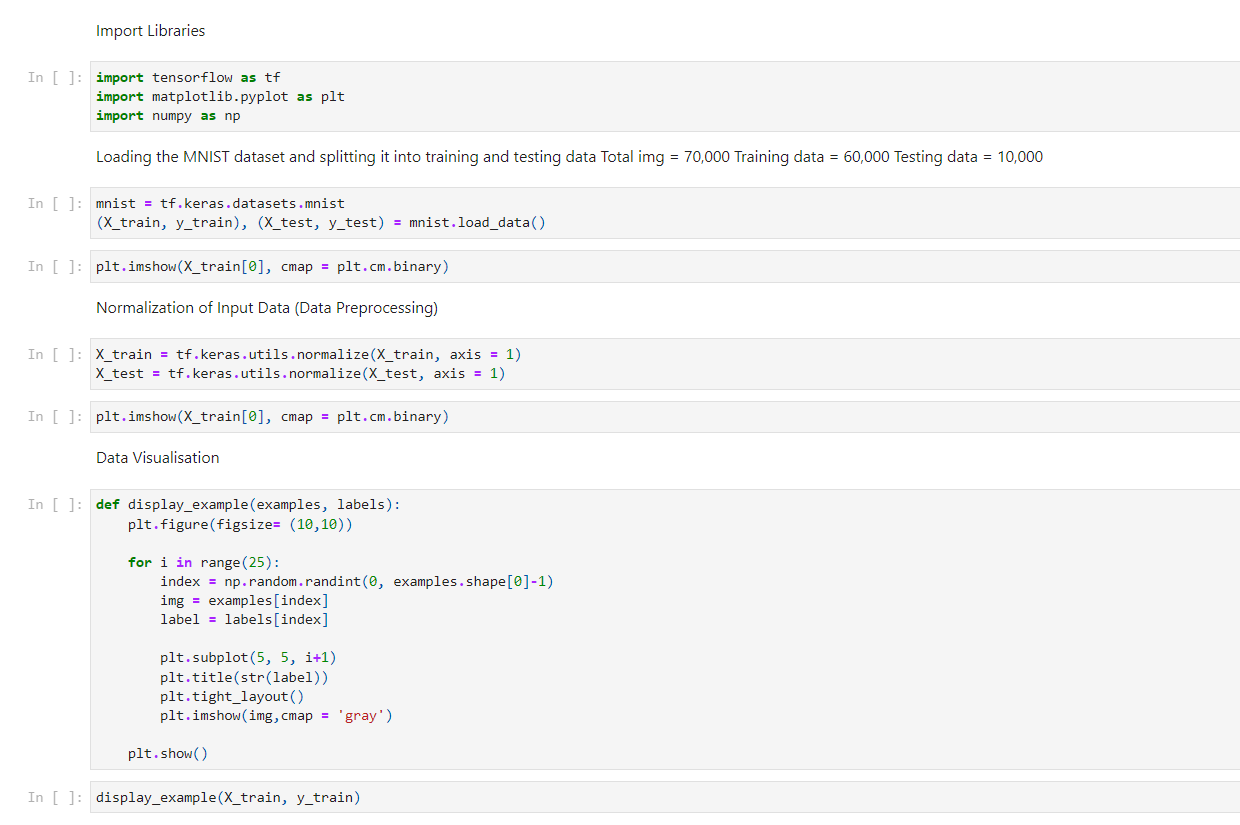 Import Libraries
In [ ]:
import tensorflow as tf
import matplotlib.pyplot as plt
import numpy as np
Loading the MNIST dataset and splitting it into training and testing data Total img = 70,000 Training data = 60,000 Testing data = 10,000
In [ ]:
mnist = tf.keras.datasets.mnist
(X_train, y_train), (X_test, y_test) = mnist.load_data()
In [ ]:
plt.imshow(X_train[0], cmap = plt.cm.binary)
Normalization of Input Data (Data Preprocessing)
In [ ]:
X_train = tf.keras.utils.normalize(X_train, axis = 1)
X_test = tf.keras.utils.normalize(X_test, axis = 1)
In [ ]:
plt.imshow(X_train[0], cmap = plt.cm.binary)
Data Visualisation
In [ ]:
def display_example(examples, labels):
    plt.figure(figsize= (10,10))
    for i in range(25):
        index = np.random.randint(0, examples.shape[0]-1)
        img = examples[index]
        label = labels[index]
        plt.subplot(5, 5, i+1)
        plt.title(str(label))
        plt.tight_layout()
        plt.imshow(img,cmap = 'gray')
    plt.show()
In [ ]:
display_example(X_train, y_train)